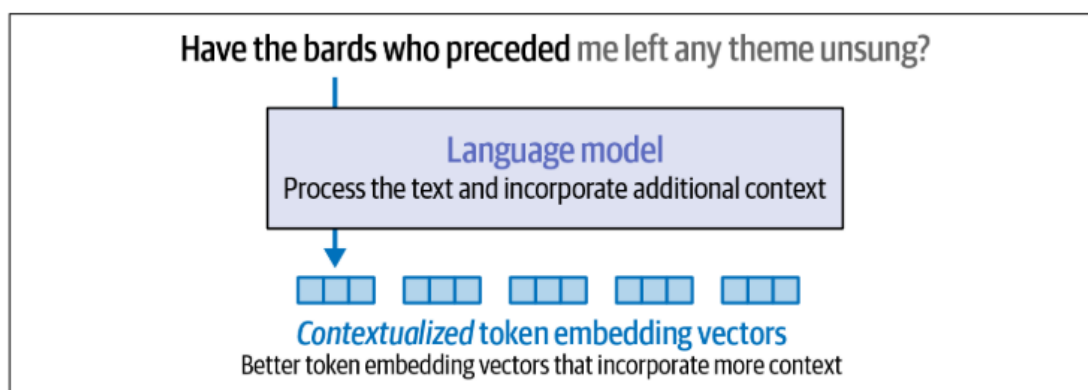 Have the bards who preceded me left any theme unsung?
Language model
Process the text and incorporate additional context
Contextualized token embedding vectors
Better token embedding vectors that incorporate more context